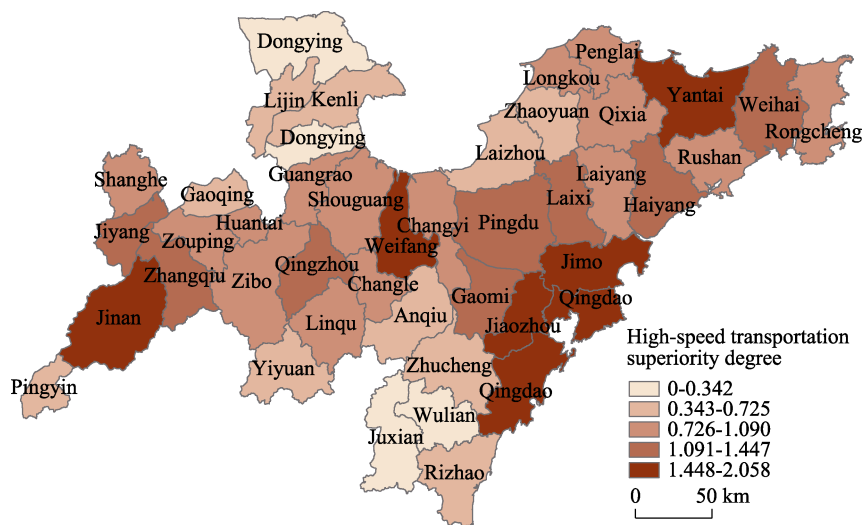 Dongying
Penglai
Longkou
Lijin
Kenli
Yantai
Weihai
Zhaoyuan
Qixia
Dongying
Rongcheng
Laizhou
Rushan
Shanghe
Guangrao
Laiyang
Gaoqing
Shouguang
Laixi
Haiyang
Huantai
Changyi
Pingdu
Jiyang
Zouping
Weifang
Jimo
Qingzhou
Zhangqiu
Zibo
Changle
Gaomi
Qingdao
Jinan
Linqu
Anqiu
Jiaozhou
High-speed transportation
superiority degree
Yiyuan
Zhucheng
Pingyin
Qingdao
0-0.342
Wulian
0.343-0.725
Juxian
0.726-1.090
1.091-1.447
Rizhao
1.448-2.058
0 50 km